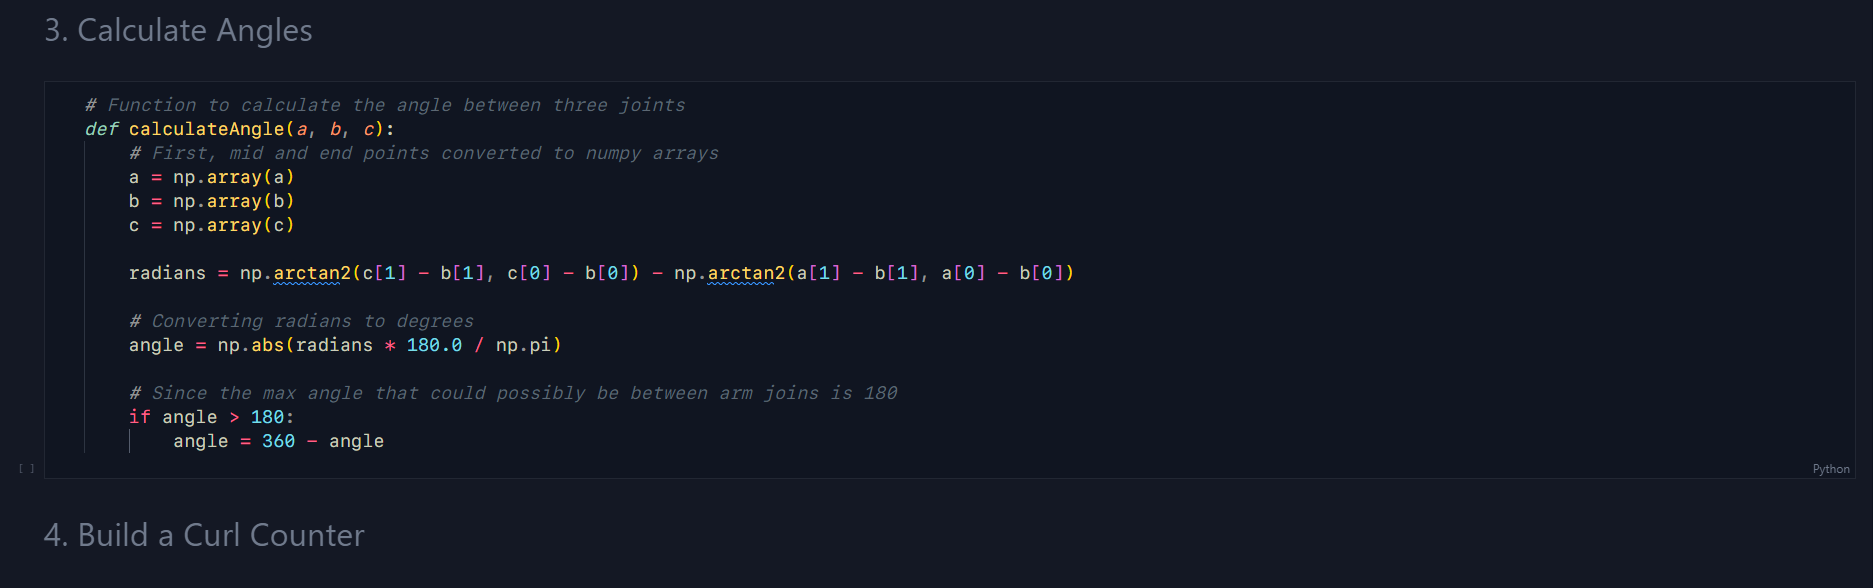 3. Calculate Angles
# Function to calculate the angle between three joints
def calculateAngle(a, b, c):
    # First, mid and end points converted to numpy arrays
    a = np.array(a)
    b = np.array(b)
    c = np.array(c)
    radians = np.arctan2(c[1] - b[1], c[0] - b[0]) - np.arctan2(a[1] - b[1], a[0] - b[0])
    # Converting radians to degrees
    angle = np.abs(radians * 180.0 / np.pi)
    # Since the max angle that could possibly be between arm joins is 180
    if angle > 180:
        angle = 360 - angle
[ ]
Python
4. Build a Curl Counter